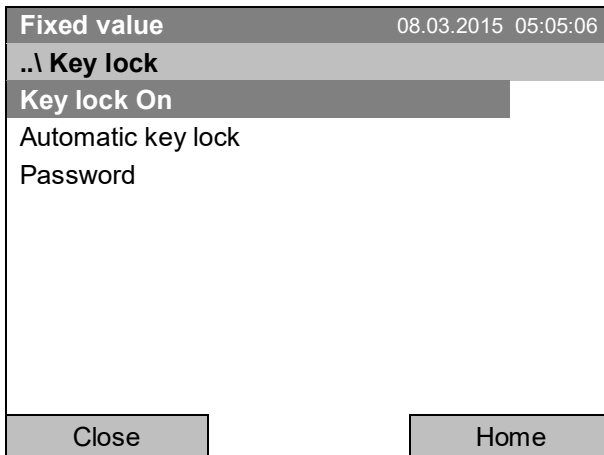 Fixed value 08.03.2015 05:05:06
..\ Key lock
Key lock On
Automatic key lock
Password
Close Home